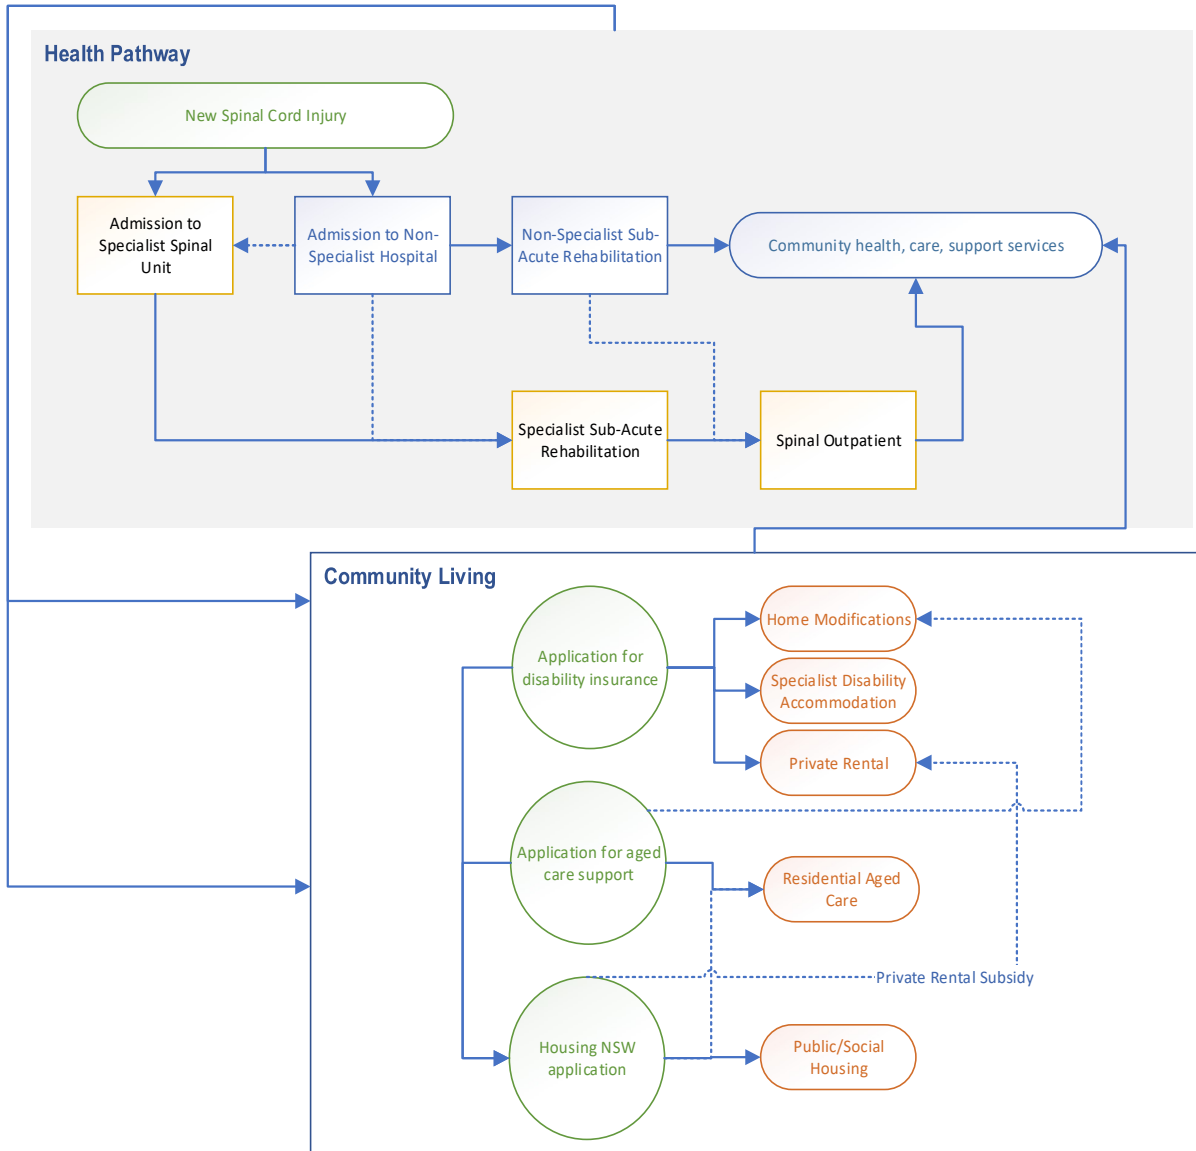 Health Pathway
New Spinal Cord Injury
Admission to
Specialist Spinal
Unit
Admission to Non-
Specialist Hospital
Non-Specialist Sub-
Acute Rehabilitation
Community health, care, support services
Specialist Sub-Acute
Rehabilitation
Spinal Outpatient
Community Living
Application for
disability insurance
Home Modifications
Specialist Disability
Accommodation
Private Rental
Application for aged
care support
Residential Aged
Care
Private Rental Subsidy
Housing NSW
application
Public/Social
Housing